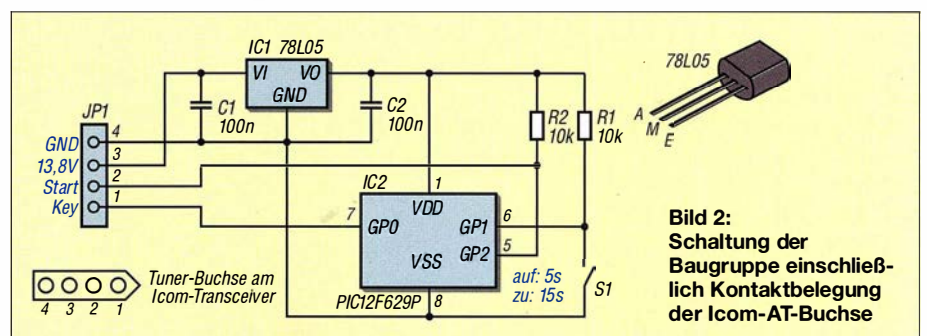 IC1 78L05
VI VO
GND
C1
100n
C2
100n
R2
10k
R1
10k
78L05
A
M
E
JP1
GND 4
13,8V 3
Start 2
Key 1
IC2
1
VDD
7 GP0
GP1 6
GP2 5
VSS
PIC12F629P 8
auf: 5s
zu: 15s
S1
4 3 2 1
Tuner-Buchse am
Icom-Transceiver
Bild 2:
Schaltung der
Baugruppe einschließ-
lich Kontaktbelegung
der Icom-AT-Buchse